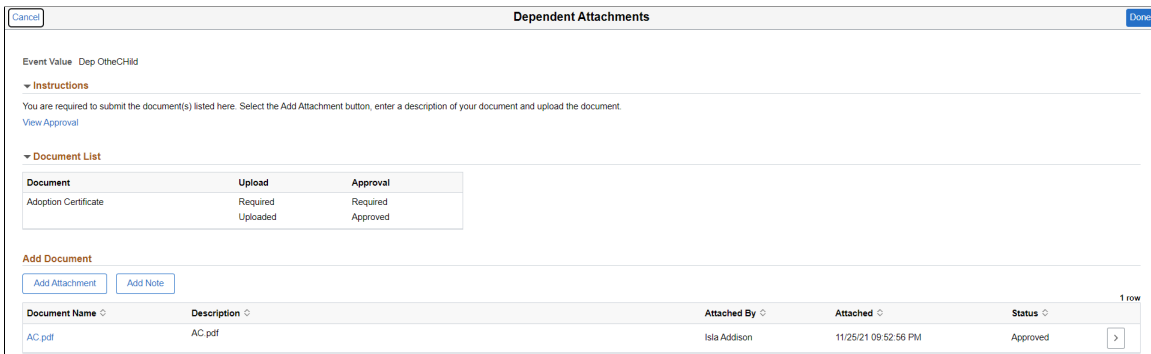 Cancel Dependent Attachments Done
Event Value Dep OtheCHild
Instructions
You are required to submit the document(s) listed here. Select the Add Attachment button, enter a description of your document and upload the document.
View Approval
Document List
Document Upload Approval
Adoption Certificate Required Required
Uploaded Approved
Add Document
Add Attachment Add Note
1 row
Document Name Description Attached By Attached Status
AC.pdf AC.pdf Isla Addison 11/25/21 09:52:56 PM Approved